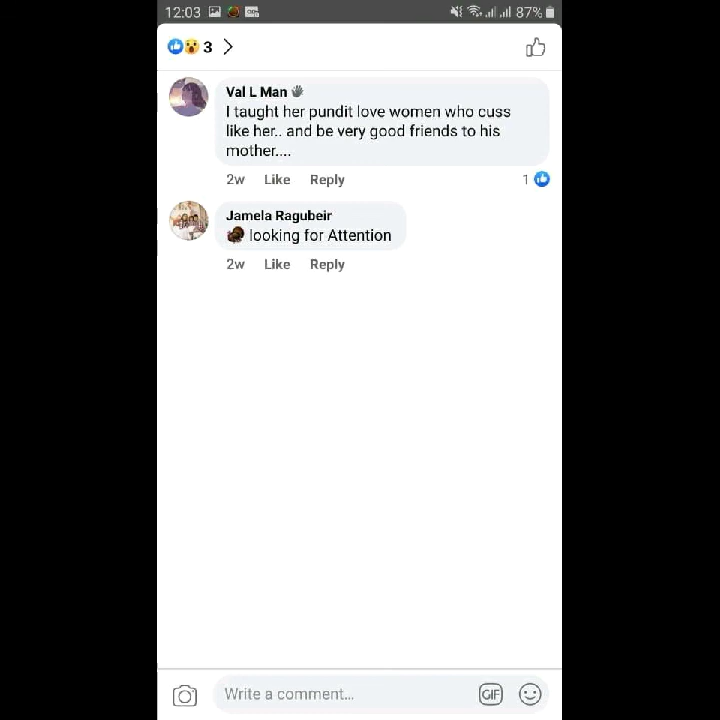 12:03 87%
3
Val L Man
I taught her pundit love women who cuss
like her.. and be very good friends to his
mother....
2w Like Reply 1
Jamela Ragubeir
looking for Attention
2w Like Reply
Write a comment... GIF